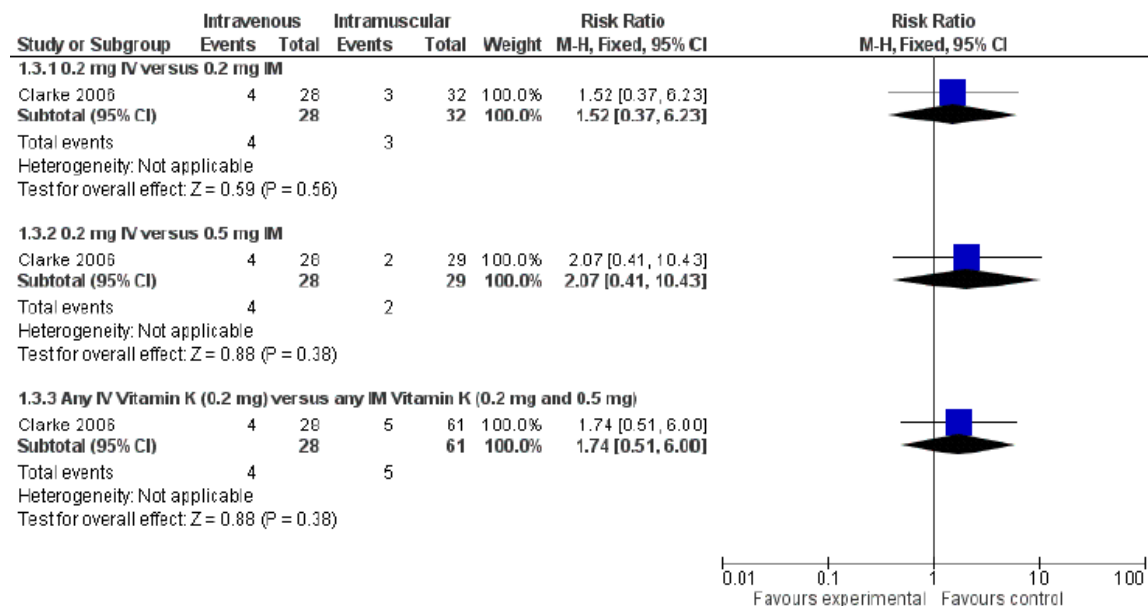 Intravenous Intramuscular Risk Ratio Risk Ratio
Study or Subgroup Events Total Events Total Weight M-H, Fixed, 95% CI M-H, Fixed, 95% CI
1.3.1 0.2 mg IV versus 0.2 mg IM
Clarke 2006 4 28 3 32 100.0% 1.52 [0.37, 6.23]
Subtotal (95% CI) 28 32 100.0% 1.52 [0.37, 6.23]
Total events 4 3
Heterogeneity: Not applicable
Test for overall effect: Z = 0.59 (P = 0.56)
1.3.2 0.2 mg IV versus 0.5 mg IM
Clarke 2006 4 28 2 29 100.0% 2.07 [0.41, 10.43]
Subtotal (95% CI) 28 29 100.0% 2.07 [0.41, 10.43]
Total events 4 2
Heterogeneity: Not applicable
Test for overall effect: Z = 0.88 (P = 0.38)
1.3.3 Any IV Vitamin K (0.2 mg) versus any IM Vitamin K (0.2 mg and 0.5 mg)
Clarke 2006 4 28 5 61 100.0% 1.74 [0.51, 6.00]
Subtotal (95% CI) 28 61 100.0% 1.74 [0.51, 6.00]
Total events 4 5
Heterogeneity: Not applicable
Test for overall effect: Z = 0.88 (P = 0.38)
0.01 0.1 1 10 100
Favours experimental Favours control